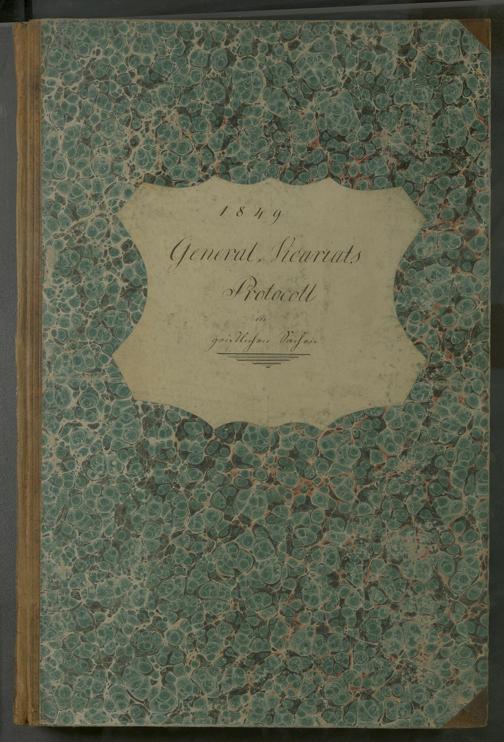 1849
General-Vicariats
Protocoll
in
geistlichen Sachen